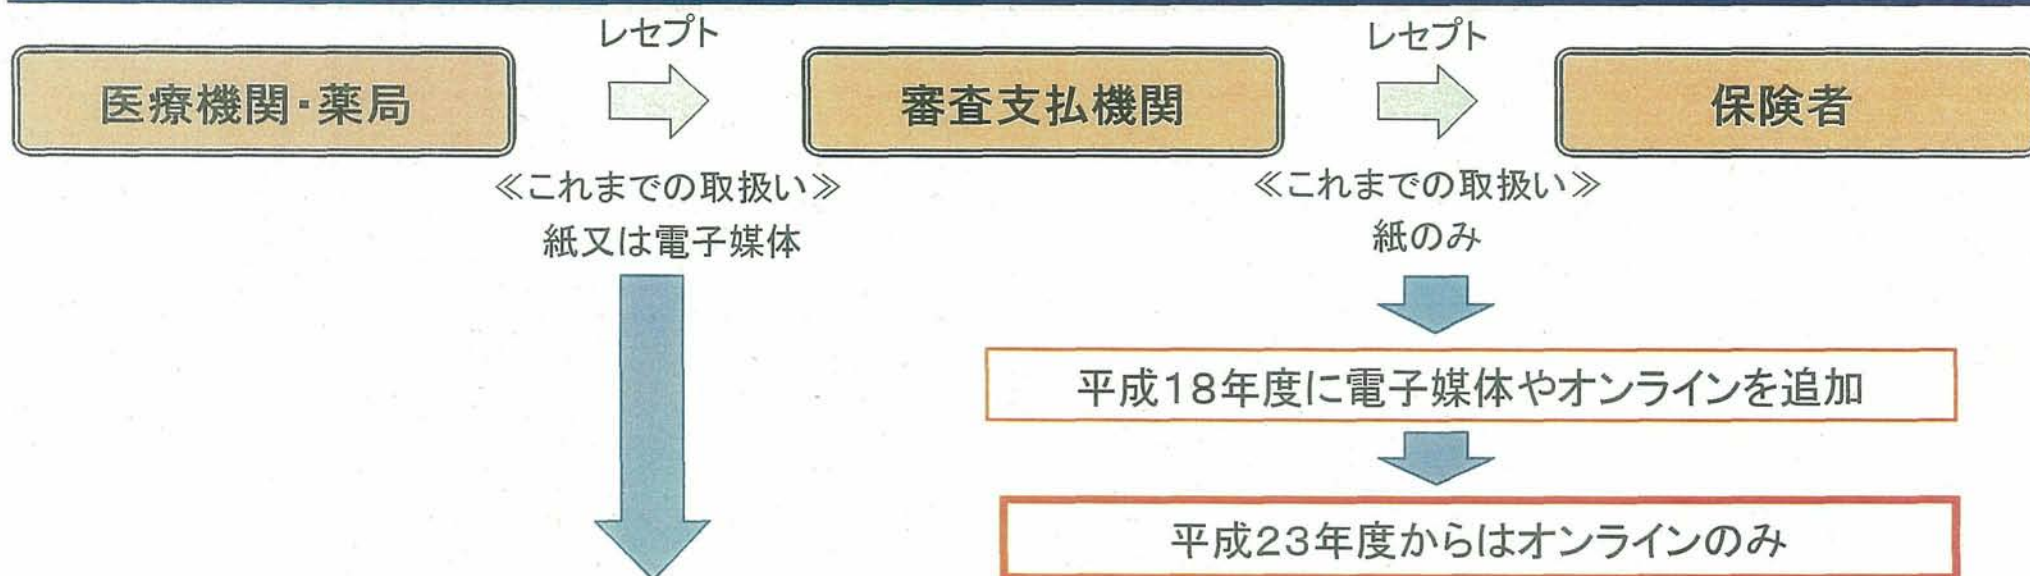 レセプト
レセプト
医療機関・薬局
審査支払機関
保険者
≪これまでの取扱い≫
≪これまでの取扱い≫
紙又は電子媒体
紙のみ
平成18年度に電子媒体やオンラインを追加
平成23年度からはオンラインのみ